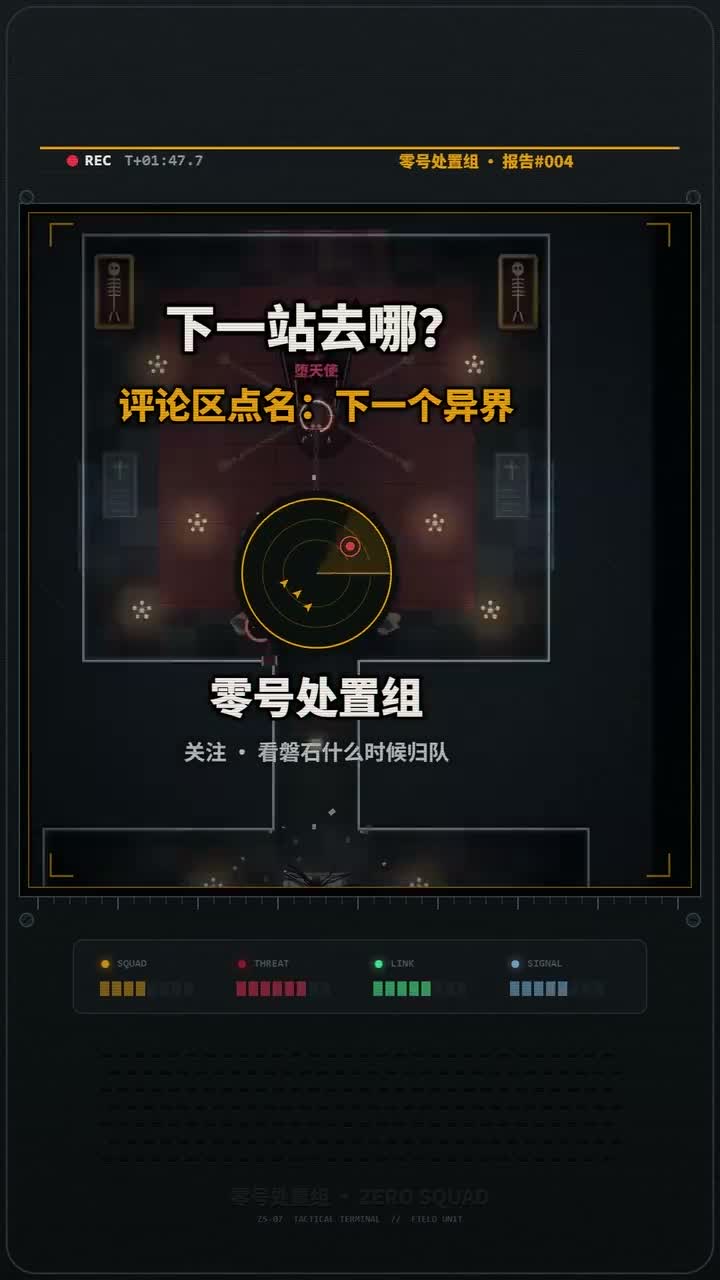 REC T+01:47.7
零号处置组 • 报告#004
下一站去哪?
堕天使
评论区点名：下一个异界
零号处置组
关注 • 看磐石什么时候归队
SQUAD
THREAT
LINK
SIGNAL
零号处置组 • ZERO SQUAD
ZS-07 TACTICAL TERMINAL // FIELD UNIT